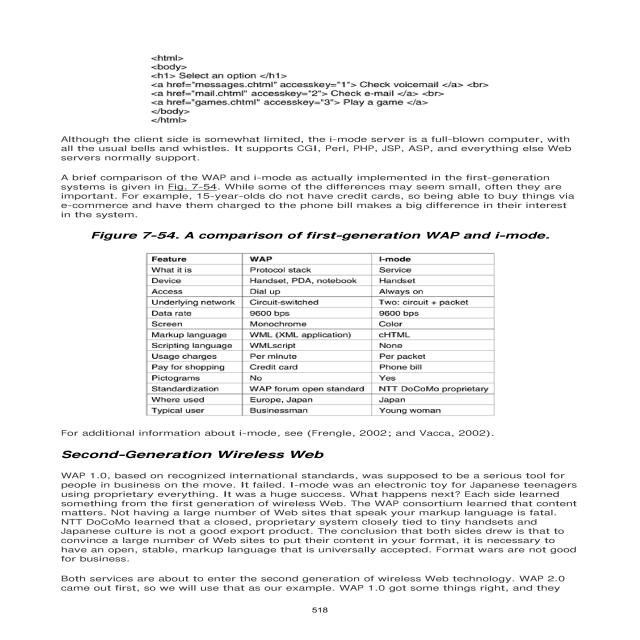 <html>
<body>
<h1> Select an option </h1>
<a href="messages.chtml" accesskey="1"> Check voicemail </a> <br>
<a href="mail.chtml" accesskey="2"> Check e-mail </a> <br>
<a href="games.chtml" accesskey="3"> Play a game </a>
</body>
</html>
Although the client side is somewhat limited, the i-mode server is a full-blown computer, with
all the usual bells and whistles. It supports CGI, Perl, PHP, JSP, ASP, and everything else Web
servers normally support.
A brief comparison of the WAP and i-mode as actually implemented in the first-generation
systems is given in Fig. 7-54. While some of the differences may seem small, often they are
important. For example, 15-year-olds do not have credit cards, so being able to buy things via
e-commerce and have them charged to the phone bill makes a big difference in their interest
in the system.
Figure 7-54. A comparison of first-generation WAP and i-mode.
Feature WAP I-mode
What it is Protocol stack Service
Device Handset, PDA, notebook Handset
Access Dial up Always on
Underlying network Circuit-switched Two: circuit + packet
Data rate 9600 bps 9600 bps
Screen Monochrome Color
Markup language WML (XML application) cHTML
Scripting language WMLscript None
Usage charges Per minute Per packet
Pay for shopping Credit card Phone bill
Pictograms No Yes
Standardization WAP forum open standard NTT DoCoMo proprietary
Where used Europe, Japan Japan
Typical user Businessman Young woman
For additional information about i-mode, see (Frengle, 2002; and Vacca, 2002).
Second-Generation Wireless Web
WAP 1.0, based on recognized international standards, was supposed to be a serious tool for
people in business on the move. It failed. I-mode was an electronic toy for Japanese teenagers
using proprietary everything. It was a huge success. What happens next? Each side learned
something from the first generation of wireless Web. The WAP consortium learned that content
matters. Not having a large number of Web sites that speak your markup language is fatal.
NTT DoCoMo learned that a closed, proprietary system closely tied to tiny handsets and
Japanese culture is not a good export product. The conclusion that both sides drew is that to
convince a large number of Web sites to put their content in your format, it is necessary to
have an open, stable, markup language that is universally accepted. Format wars are not good
for business.
Both services are about to enter the second generation of wireless Web technology. WAP 2.0
came out first, so we will use that as our example. WAP 1.0 got some things right, and they
518